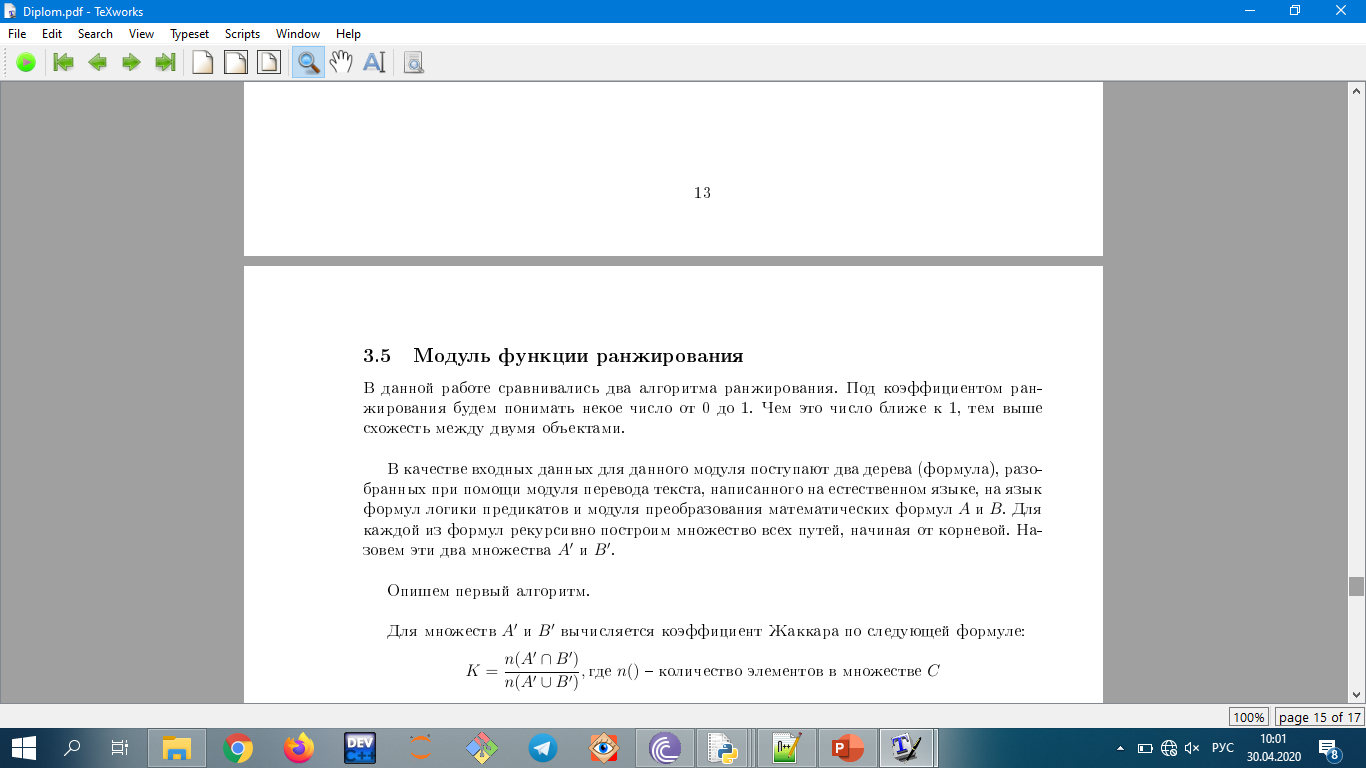 Diplom.pdf - TeXworks
File Edit Search View Typeset Scripts Window Help
13
3.5 Модуль функции ранжирования
В данной работе сравнивались два алгоритма ранжирования. Под коэффициентом ран-
жирования будем понимать некое число от 0 до 1. Чем это число ближе к 1, тем выше
схожесть между двумя объектами.
В качестве входных данных для данного модуля поступают два дерева (формула), разо-
бранных при помощи модуля перевода текста, написанного на естественном языке, на язык
формул логики предикатов и модуля преобразования математических формул A и B. Для
каждой из формул рекурсивно построим множество всех путей, начиная от корневой. На-
зовем эти два множества A′ и B′.
Опишем первый алгоритм.
Для множеств A′ и B′ вычисляется коэффициент Жаккара по следующей формуле:
K = n(A′ ∩ B′) / n(A′ ∪ B′), где n() – количество элементов в множестве C
100% page 15 of 17
DEV C++
П++
P
РУС
10:01
30.04.2020
8